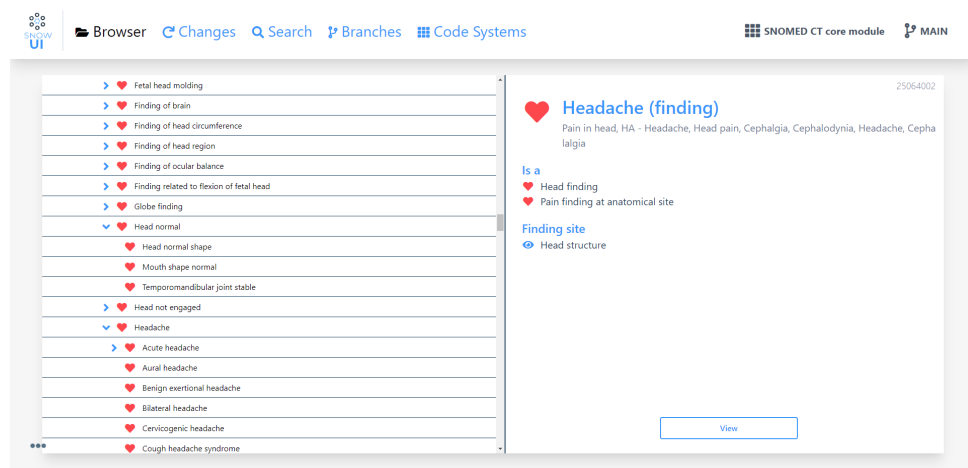 SNOW
UI
Browser
Changes
Search
Branches
Code Systems
SNOMED CT core module
MAIN
Fetal head molding
Finding of brain
Finding of head circumference
Finding of head region
Finding of ocular balance
Finding related to flexion of fetal head
Globe finding
Head normal
Head normal shape
Mouth shape normal
Temporomandibular joint stable
Head not engaged
Headache
Acute headache
Aural headache
Benign exertional headache
Bilateral headache
Cervicogenic headache
Cough headache syndrome
25064002
Headache (finding)
Pain in head, HA - Headache, Head pain, Cephalgia, Cephalodynia, Headache, Cepha
lalgia
Is a
Head finding
Pain finding at anatomical site
Finding site
Head structure
View